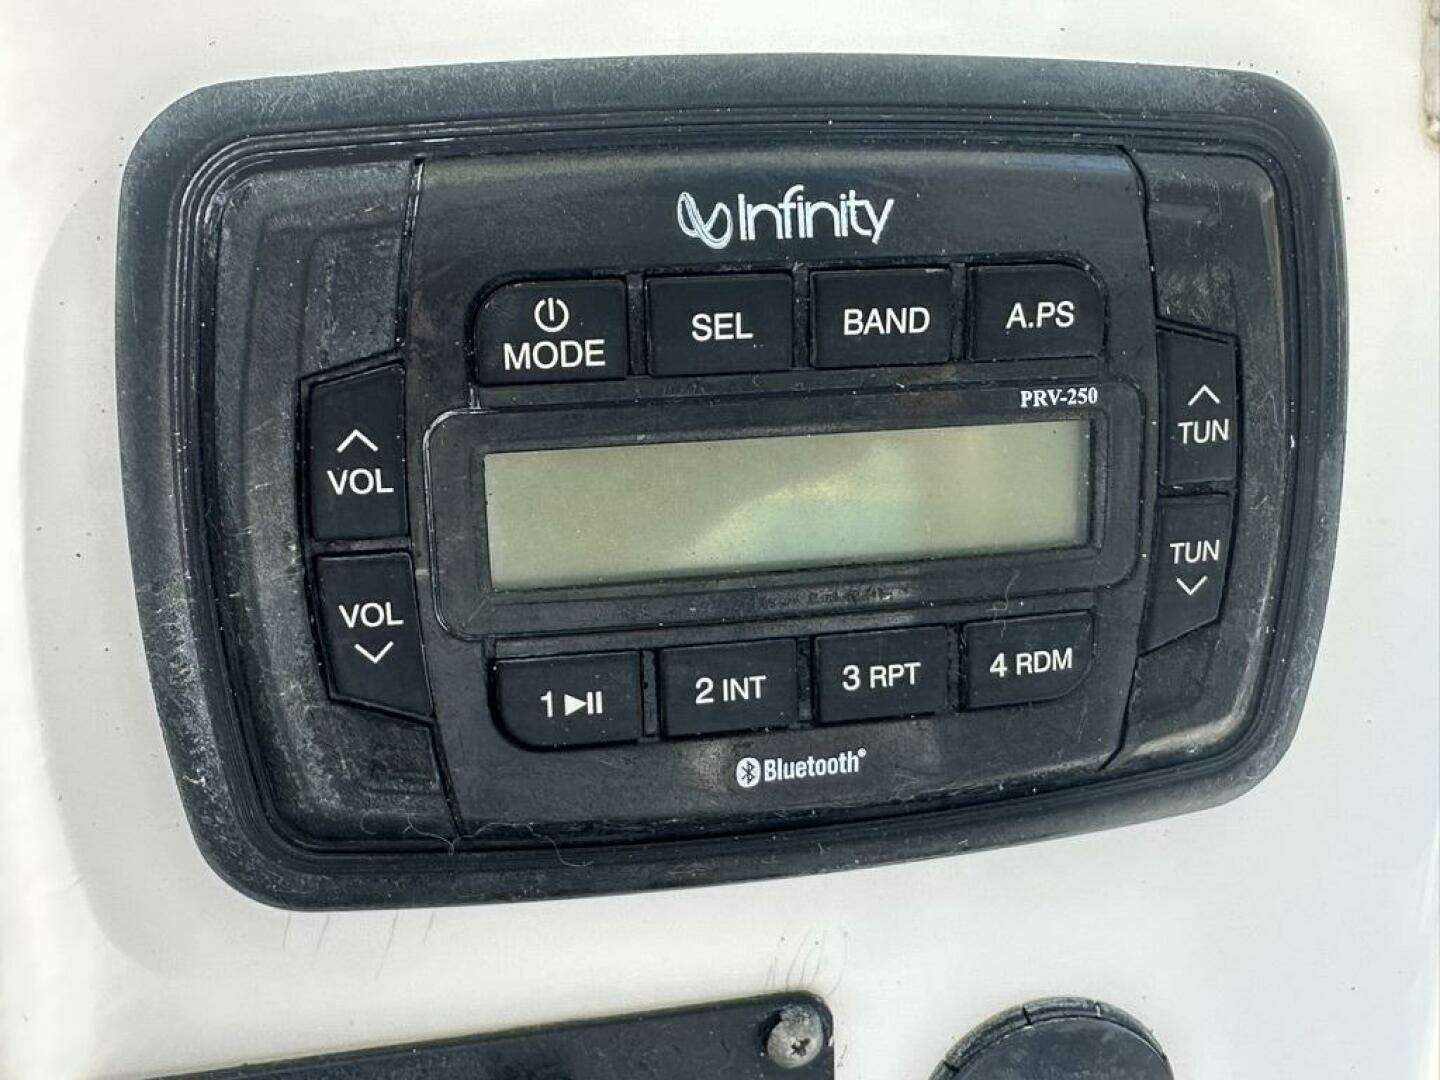 Infinity
⏻
MODE
SEL
BAND
A.PS
PRV-250
VOL
VOL
TUN
TUN
1 ▶II
2 INT
3 RPT
4 RDM
Bluetooth®